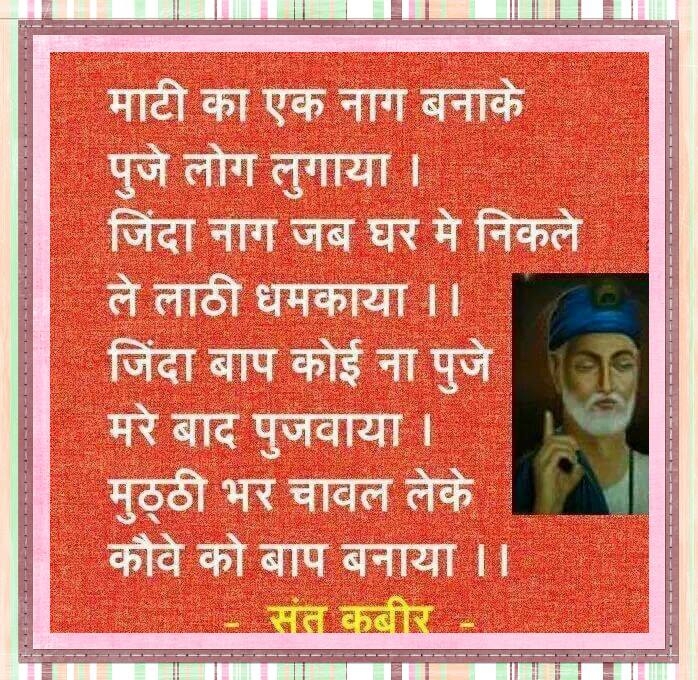 माटी का एक नाग बनाके
पुजे लोग लुगाया ।
जिंदा नाग जब घर मे निकले
ले लाठी धमकाया ।।
जिंदा बाप कोई ना पुजे
मरे बाद पुजवाया ।
मुठ्ठी भर चावल लेके
कौवे को बाप बनाया ।।
- संत कबीर -